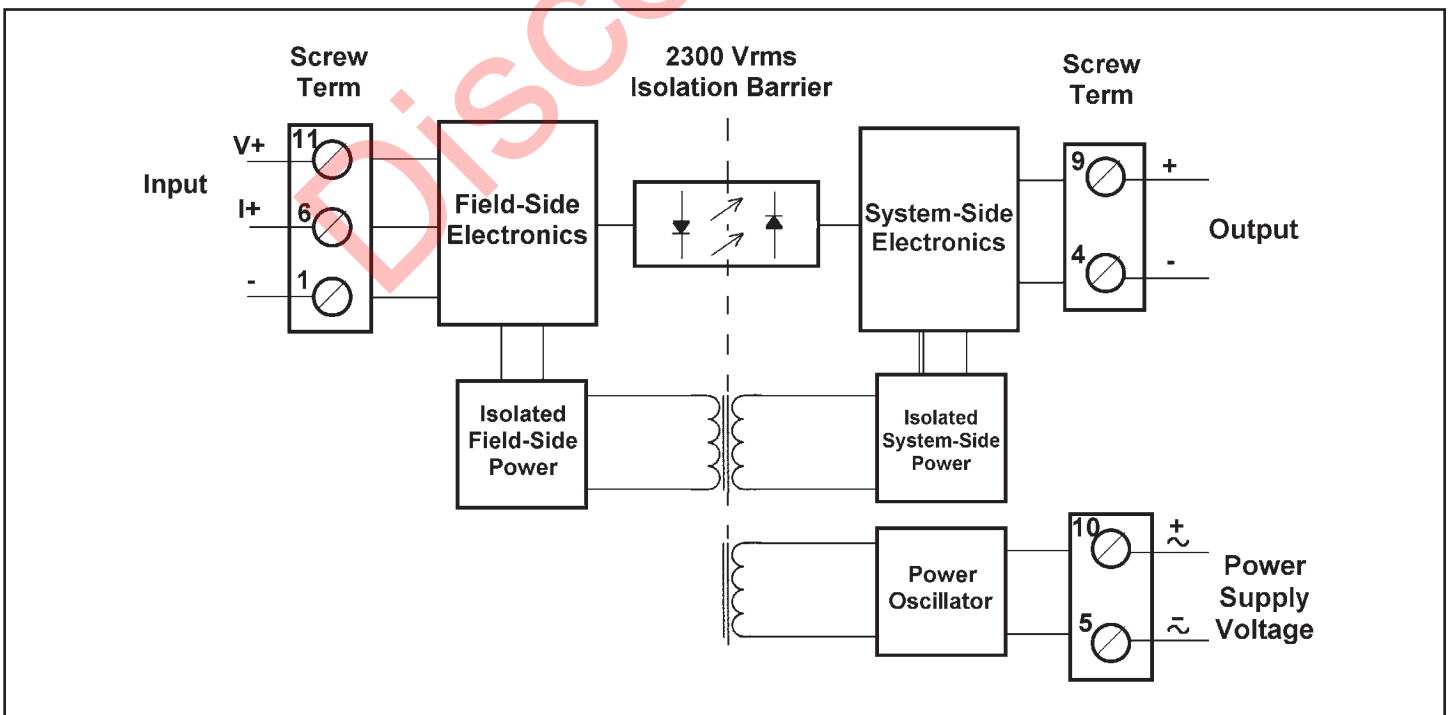 Screw
Term
2300 Vrms
Isolation Barrier
Screw
Term
Input
V+
11
I+
6
-
1
Field-Side
Electronics
System-Side
Electronics
9
+
4
-
Output
Isolated
Field-Side
Power
Isolated
System-Side
Power
Power
Oscillator
10
+
~
5
-
~
Power
Supply
Voltage